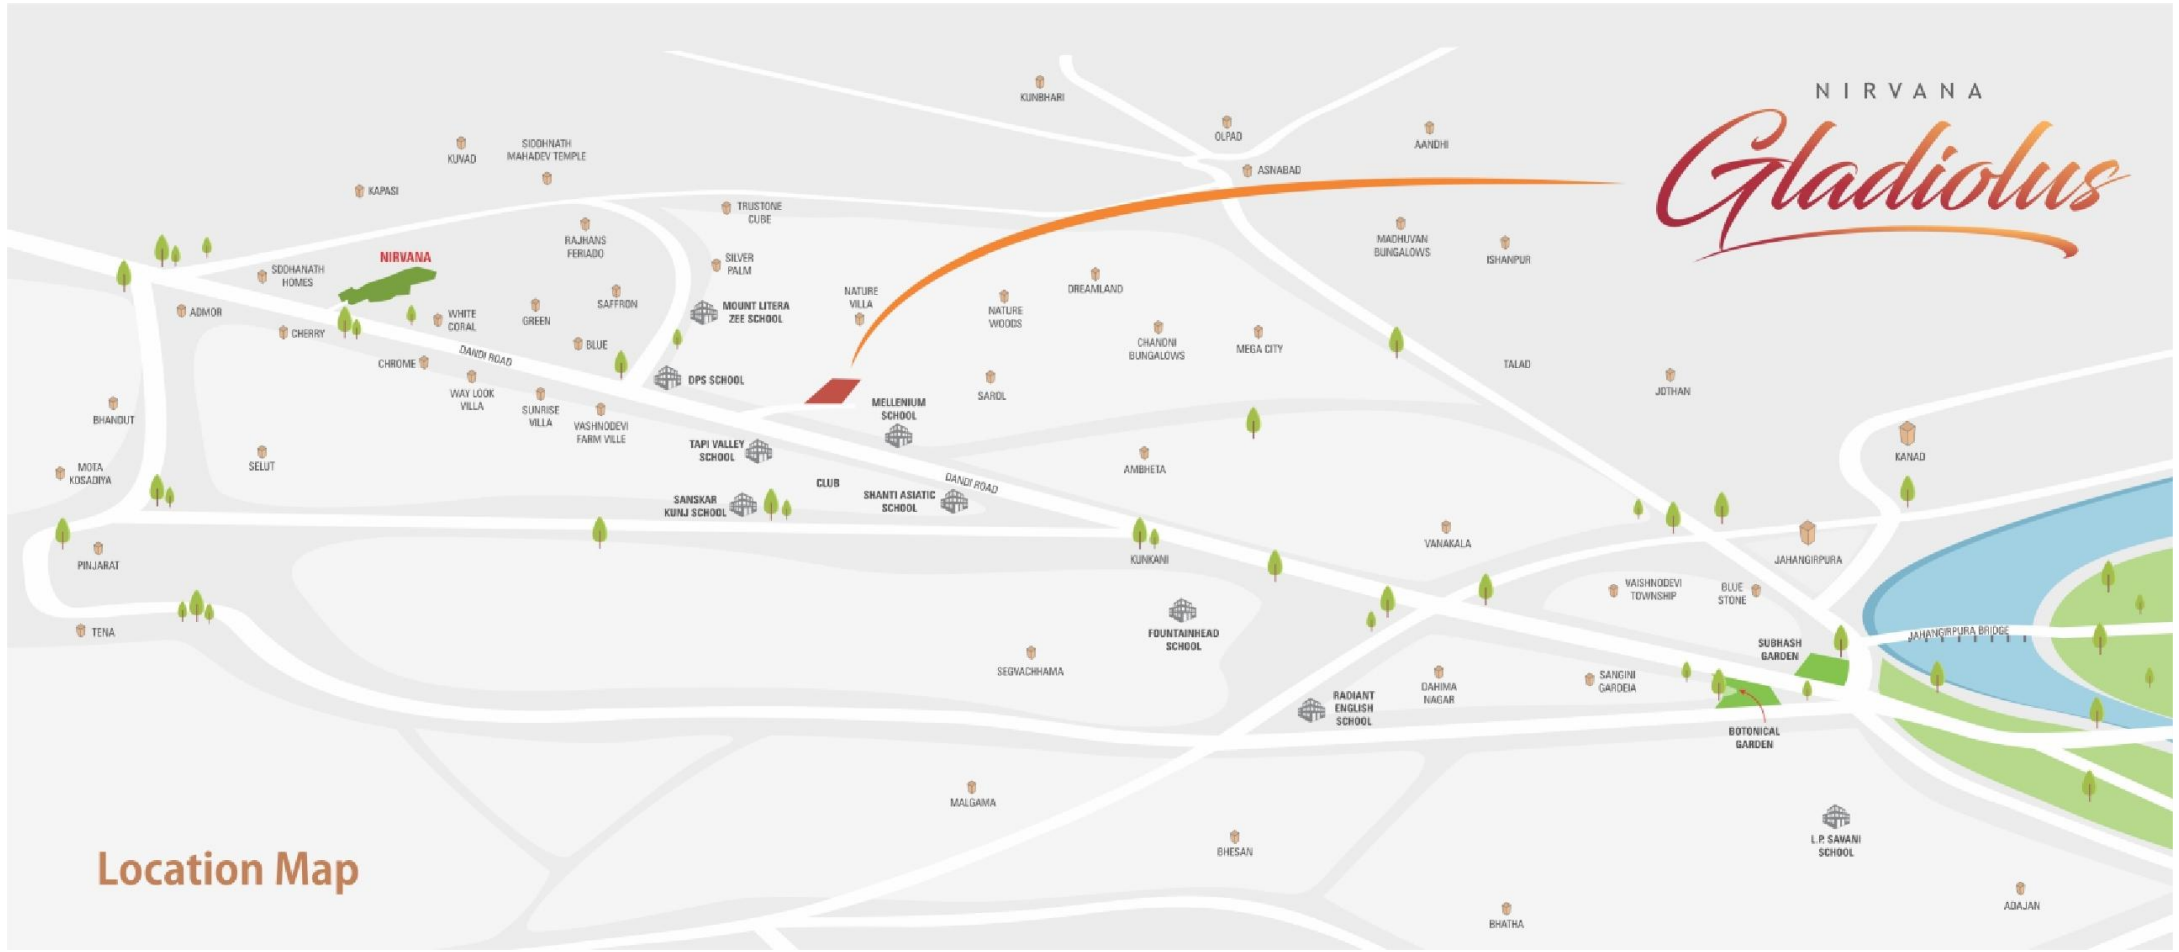 NIRVANA
Gladiolus
KUNBHARI
OLPAD
AANDHI
ASNABAD
KUVAD
SIDDHNATH
MAHADEV TEMPLE
KAPASI
TRUSTONE
CUBE
RAJHANS
FERIADO
MADHUVAN
BUNGALOWS
ISHANPUR
NIRVANA
SIDDHANATH
HOMES
SILVER
PALM
DREAMLAND
ADMOR
WHITE
CORAL
GREEN
SAFFRON
MOUNT LITERA
ZEE SCHOOL
NATURE
VILLA
NATURE
WOODS
CHERRY
BLUE
CHANDNI
BUNGALOWS
MEGA CITY
CHROME
DANDI ROAD
DPS SCHOOL
TALAD
WAY LOOK
VILLA
SUNRISE
VILLA
VASHNODEVI
FARM VILLE
MELLENIUM
SCHOOL
SAROL
JOTHAN
BHANDUT
TAPI VALLEY
SCHOOL
KANAD
MOTA
KOSADIYA
SELUT
CLUB
DANDI ROAD
AMBHETA
SANSKAR
KUNJ SCHOOL
SHANTI ASIATIC
SCHOOL
VANAKALA
PINJARAT
KUNKANI
JAHANGIRPURA
VAISHNODEVI
TOWNSHIP
BLUE
STONE
TENA
FOUNTAINHEAD
SCHOOL
JAHANGIRPURA BRIDGE
SUBHASH
GARDEN
SEGVACHHAMA
DAHIMA
NAGAR
SANGINI
GARDEIA
RADIANT
ENGLISH
SCHOOL
BOTONICAL
GARDEN
MALGAMA
BHESAN
L.P. SAVANI
SCHOOL
Location Map
BHATHA
ADAJAN